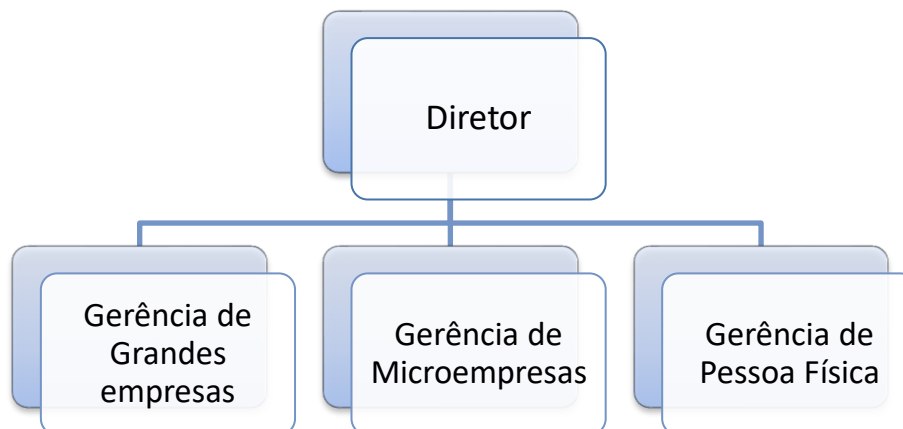 Diretor
Gerência de
Grandes
empresas
Gerência de
Microempresas
Gerência de
Pessoa Física